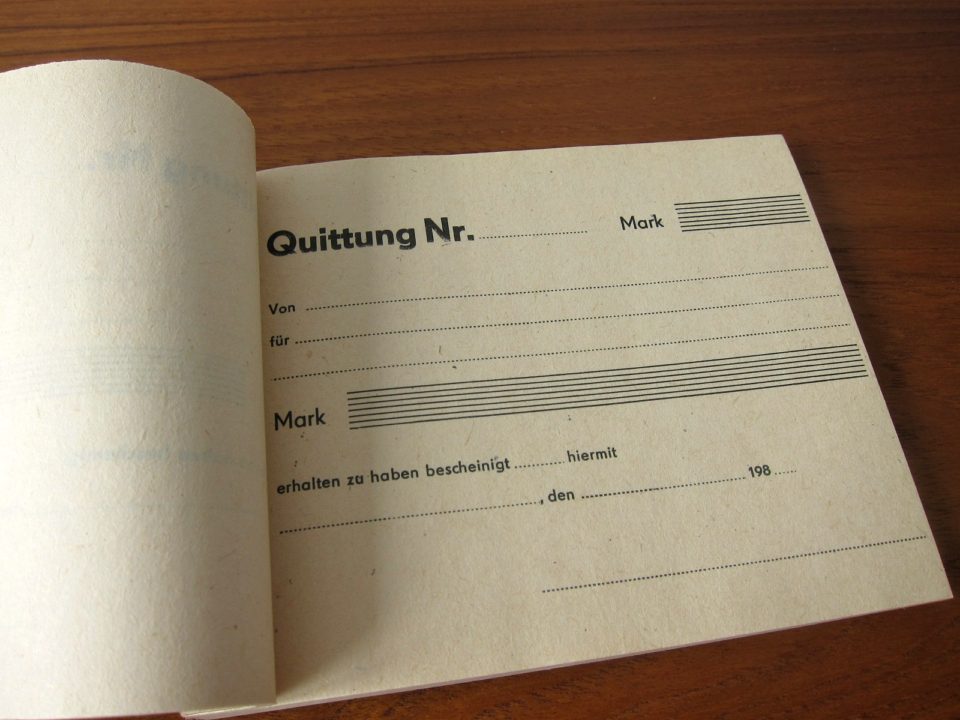 Quittung Nr. Mark
Von
für
Mark
erhalten zu haben bescheinigt hiermit
, den 198